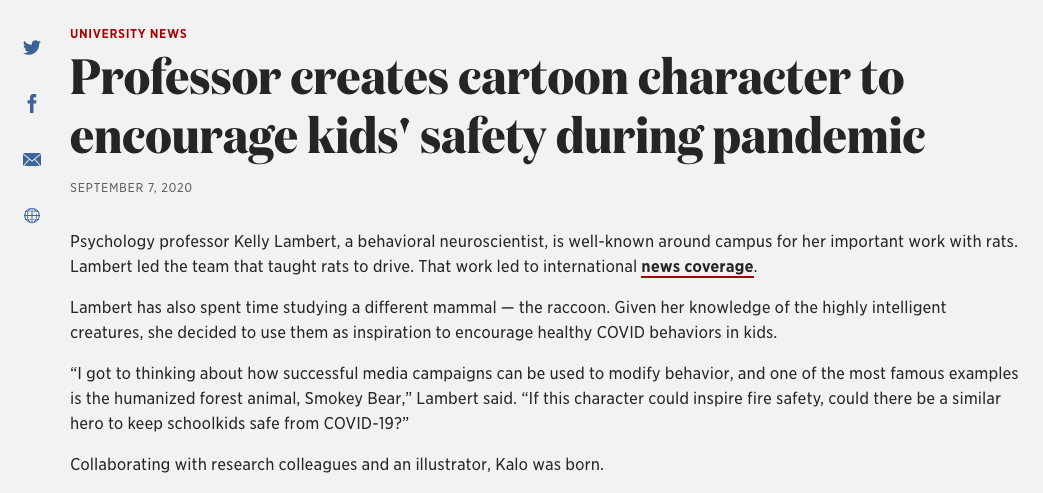 UNIVERSITY NEWS
Professor creates cartoon character to
encourage kids' safety during pandemic
SEPTEMBER 7, 2020
Psychology professor Kelly Lambert, a behavioral neuroscientist, is well-known around campus for her important work with rats.
Lambert led the team that taught rats to drive. That work led to international news coverage.
Lambert has also spent time studying a different mammal — the raccoon. Given her knowledge of the highly intelligent
creatures, she decided to use them as inspiration to encourage healthy COVID behaviors in kids.
“I got to thinking about how successful media campaigns can be used to modify behavior, and one of the most famous examples
is the humanized forest animal, Smokey Bear,” Lambert said. “If this character could inspire fire safety, could there be a similar
hero to keep schoolkids safe from COVID-19?”
Collaborating with research colleagues and an illustrator, Kalo was born.